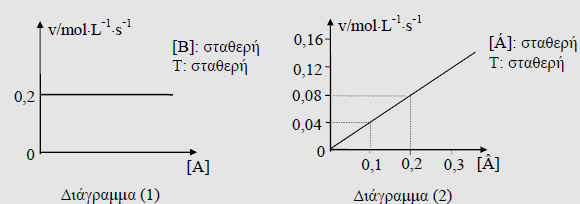 v/mol·L⁻¹·s⁻¹
[B]: σταθερή
T: σταθερή
0,2
0
[A]
Διάγραμμα (1)
v/mol·L⁻¹·s⁻¹
[Á]: σταθερή
T: σταθερή
0,16
0,12
0,08
0,04
0
0,1 0,2 0,3 [Â]
Διάγραμμα (2)